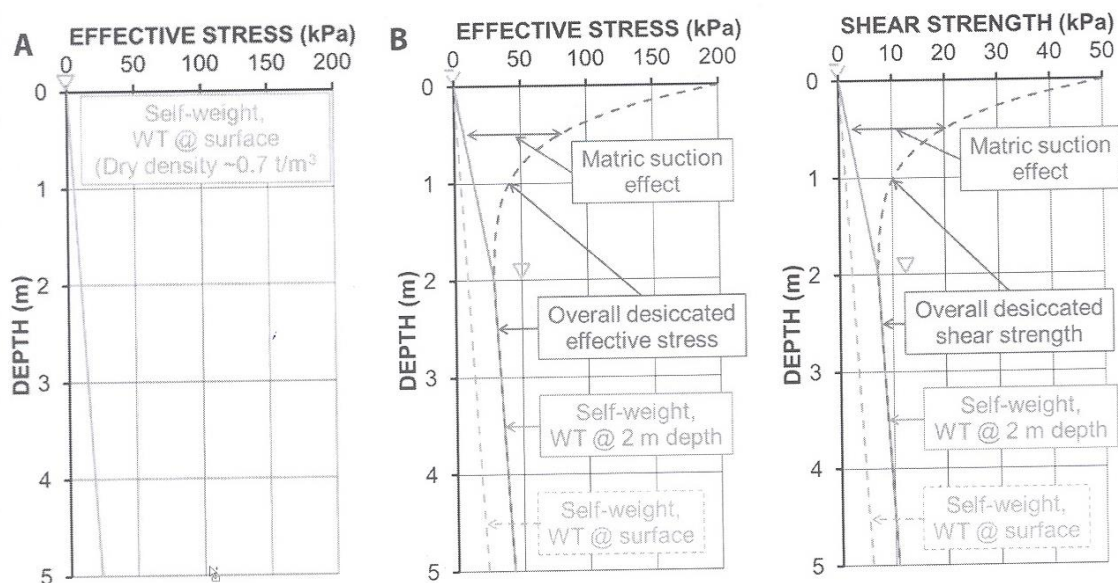 A
EFFECTIVE STRESS (kPa)
0 50 100 150 200
0
1
2
3
4
5
DEPTH (m)
Self-weight,
WT @ surface
(Dry density ~0.7 t/m³
B
EFFECTIVE STRESS (kPa)
0 50 100 150 200
0
1
2
3
4
5
DEPTH (m)
Matric suction
effect
Overall desiccated
effective stress
Self-weight,
WT @ 2 m depth
Self-weight,
WT @ surface
SHEAR STRENGTH (kPa)
0 10 20 30 40 50
0
1
2
3
4
5
DEPTH (m)
Matric suction
effect
Overall desiccated
shear strength
Self-weight,
WT @ 2 m depth
Self-weight,
WT @ surface